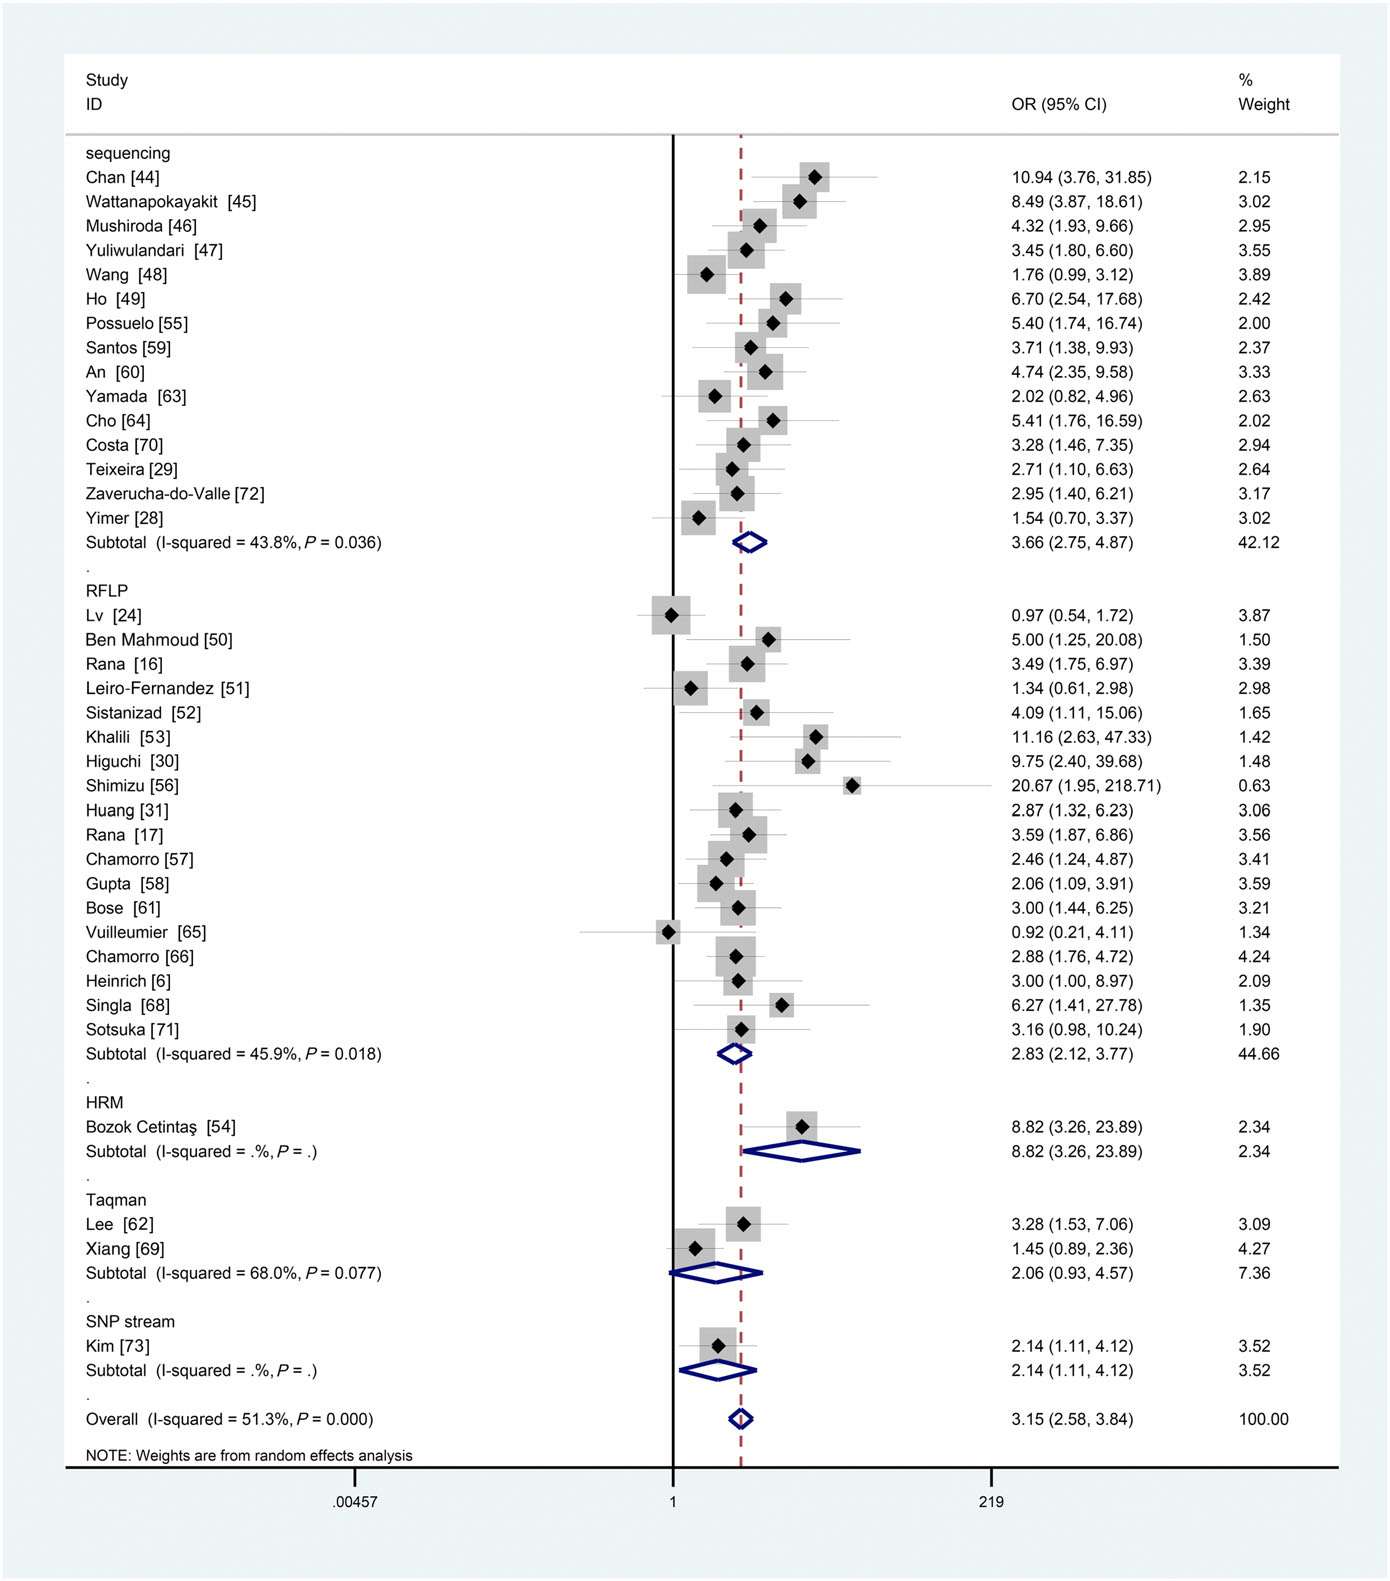 Study %
ID OR (95% CI) Weight
sequencing
Chan [44] 10.94 (3.76, 31.85) 2.15
Wattanapokayakit [45] 8.49 (3.87, 18.61) 3.02
Mushiroda [46] 4.32 (1.93, 9.66) 2.95
Yuliwulandari [47] 3.45 (1.80, 6.60) 3.55
Wang [48] 1.76 (0.99, 3.12) 3.89
Ho [49] 6.70 (2.54, 17.68) 2.42
Possuelo [55] 5.40 (1.74, 16.74) 2.00
Santos [59] 3.71 (1.38, 9.93) 2.37
An [60] 4.74 (2.35, 9.58) 3.33
Yamada [63] 2.02 (0.82, 4.96) 2.63
Cho [64] 5.41 (1.76, 16.59) 2.02
Costa [70] 3.28 (1.46, 7.35) 2.94
Teixeira [29] 2.71 (1.10, 6.63) 2.64
Zaverucha-do-Valle [72] 2.95 (1.40, 6.21) 3.17
Yimer [28] 1.54 (0.70, 3.37) 3.02
Subtotal (I-squared = 43.8%, P = 0.036) 3.66 (2.75, 4.87) 42.12
.
RFLP
Lv [24] 0.97 (0.54, 1.72) 3.87
Ben Mahmoud [50] 5.00 (1.25, 20.08) 1.50
Rana [16] 3.49 (1.75, 6.97) 3.39
Leiro-Fernandez [51] 1.34 (0.61, 2.98) 2.98
Sistanizad [52] 4.09 (1.11, 15.06) 1.65
Khalili [53] 11.16 (2.63, 47.33) 1.42
Higuchi [30] 9.75 (2.40, 39.68) 1.48
Shimizu [56] 20.67 (1.95, 218.71) 0.63
Huang [31] 2.87 (1.32, 6.23) 3.06
Rana [17] 3.59 (1.87, 6.86) 3.56
Chamorro [57] 2.46 (1.24, 4.87) 3.41
Gupta [58] 2.06 (1.09, 3.91) 3.59
Bose [61] 3.00 (1.44, 6.25) 3.21
Vuilleumier [65] 0.92 (0.21, 4.11) 1.34
Chamorro [66] 2.88 (1.76, 4.72) 4.24
Heinrich [6] 3.00 (1.00, 8.97) 2.09
Singla [68] 6.27 (1.41, 27.78) 1.35
Sotsuka [71] 3.16 (0.98, 10.24) 1.90
Subtotal (I-squared = 45.9%, P = 0.018) 2.83 (2.12, 3.77) 44.66
.
HRM
Bozok Cetintaş [54] 8.82 (3.26, 23.89) 2.34
Subtotal (I-squared = .%, P = .) 8.82 (3.26, 23.89) 2.34
.
Taqman
Lee [62] 3.28 (1.53, 7.06) 3.09
Xiang [69] 1.45 (0.89, 2.36) 4.27
Subtotal (I-squared = 68.0%, P = 0.077) 2.06 (0.93, 4.57) 7.36
.
SNP stream
Kim [73] 2.14 (1.11, 4.12) 3.52
Subtotal (I-squared = .%, P = .) 2.14 (1.11, 4.12) 3.52
.
Overall (I-squared = 51.3%, P = 0.000) 3.15 (2.58, 3.84) 100.00
NOTE: Weights are from random effects analysis
.00457 1 219